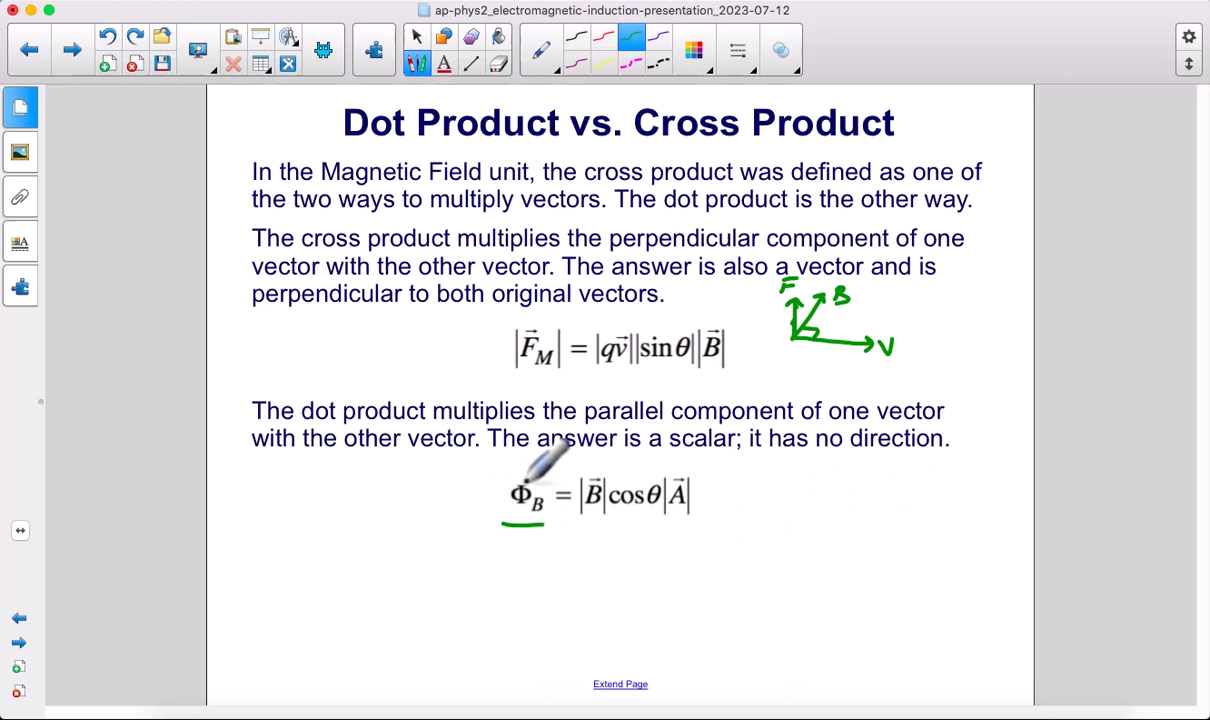 ap-phys2_electromagnetic-induction-presentation_2023-07-12
Dot Product vs. Cross Product
In the Magnetic Field unit, the cross product was defined as one of
the two ways to multiply vectors. The dot product is the other way.
The cross product multiplies the perpendicular component of one
vector with the other vector. The answer is also a vector and is
perpendicular to both original vectors.
F
B
V
|F⃗_M| = |qv⃗||sinθ||B⃗|
The dot product multiplies the parallel component of one vector
with the other vector. The answer is a scalar; it has no direction.
Φ_B = |B⃗|cosθ|A⃗|
Extend Page